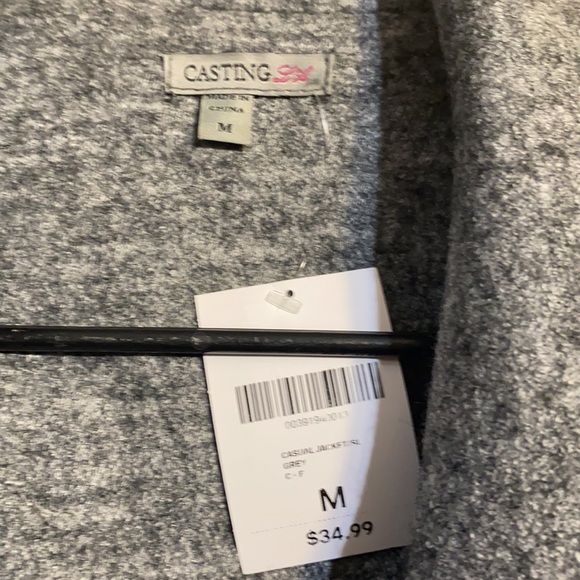 CASTING
MADE IN
CHINA
M
CASUAL JACKET/SL
GREY
C - F
M
$34.99